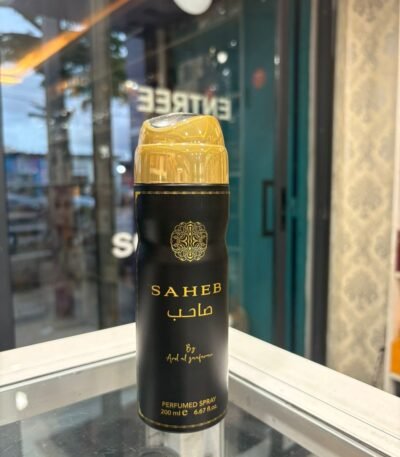 ENTREE
SAHEB
صاحب
By
Ard al zaafaran
PERFUMED SPRAY
200 ml e 6.67 fl.oz.